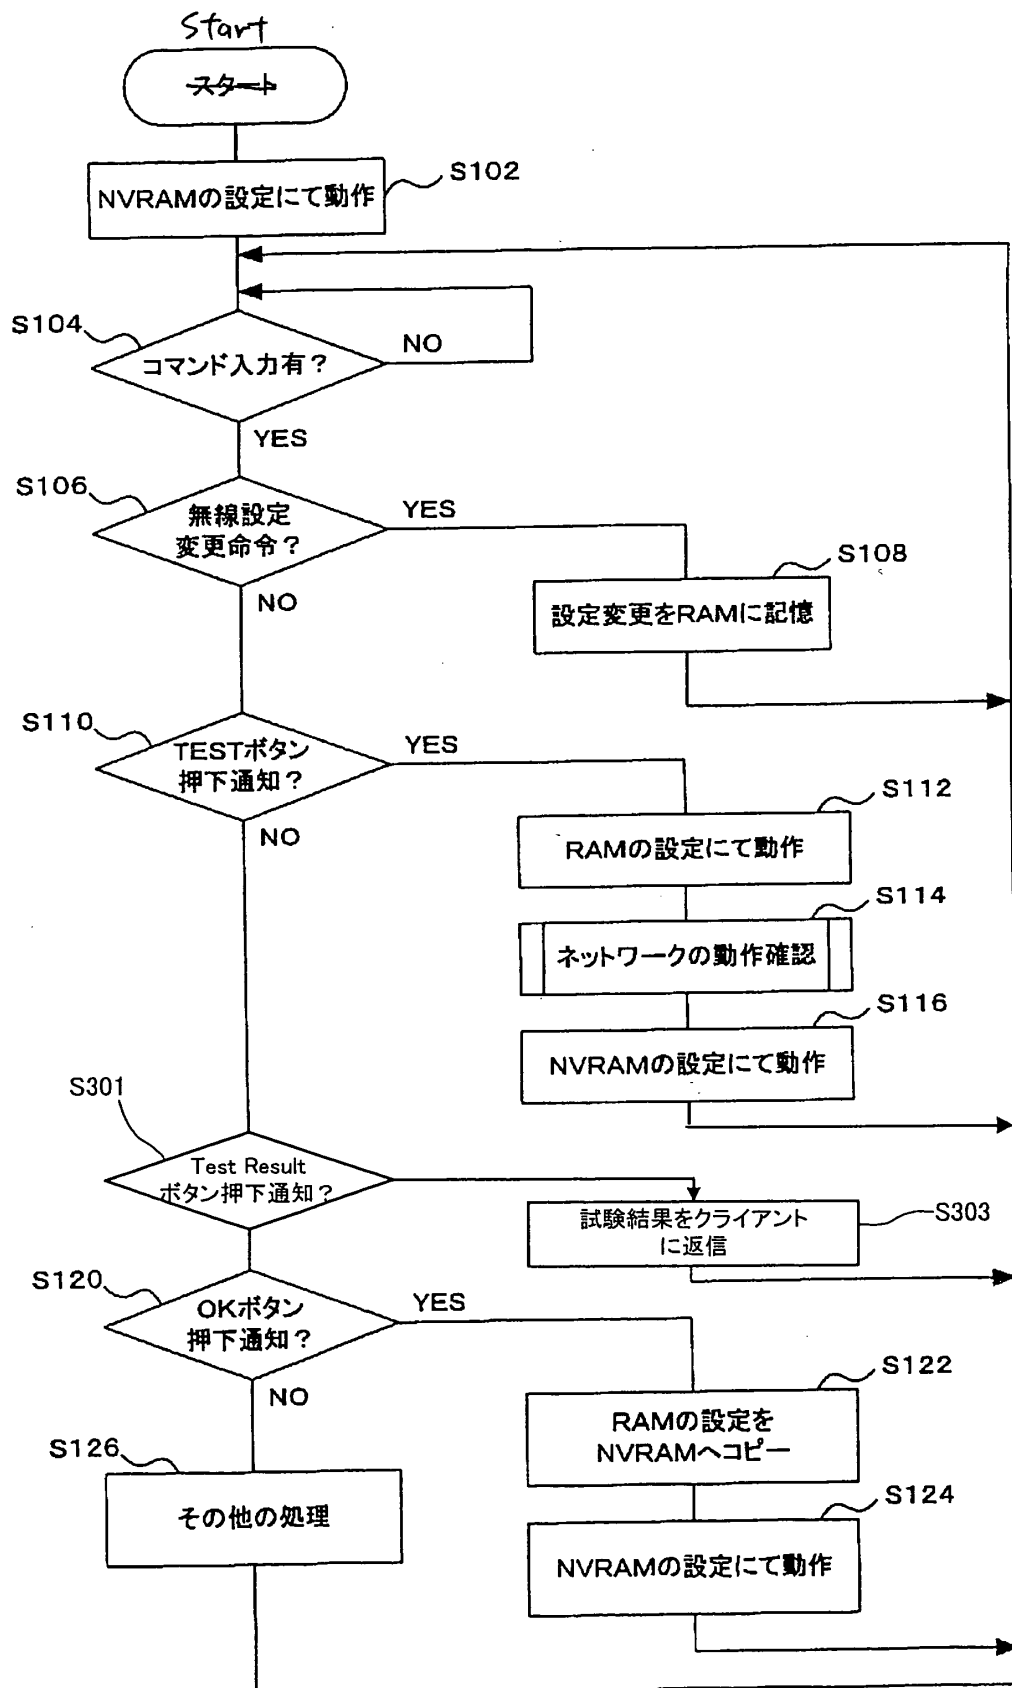 Start
スタート
NVRAMの設定にて動作
S102
S104
コマンド入力有？
NO
YES
S106
無線設定
変更命令？
YES
NO
S108
設定変更をRAMに記憶
S110
TESTボタン
押下通知？
YES
NO
S112
RAMの設定にて動作
S114
ネットワークの動作確認
S116
NVRAMの設定にて動作
S301
Test Result
ボタン押下通知？
試験結果をクライアント
に返信
S303
S120
OKボタン
押下通知？
YES
NO
S122
RAMの設定を
NVRAMへコピー
S126
その他の処理
S124
NVRAMの設定にて動作